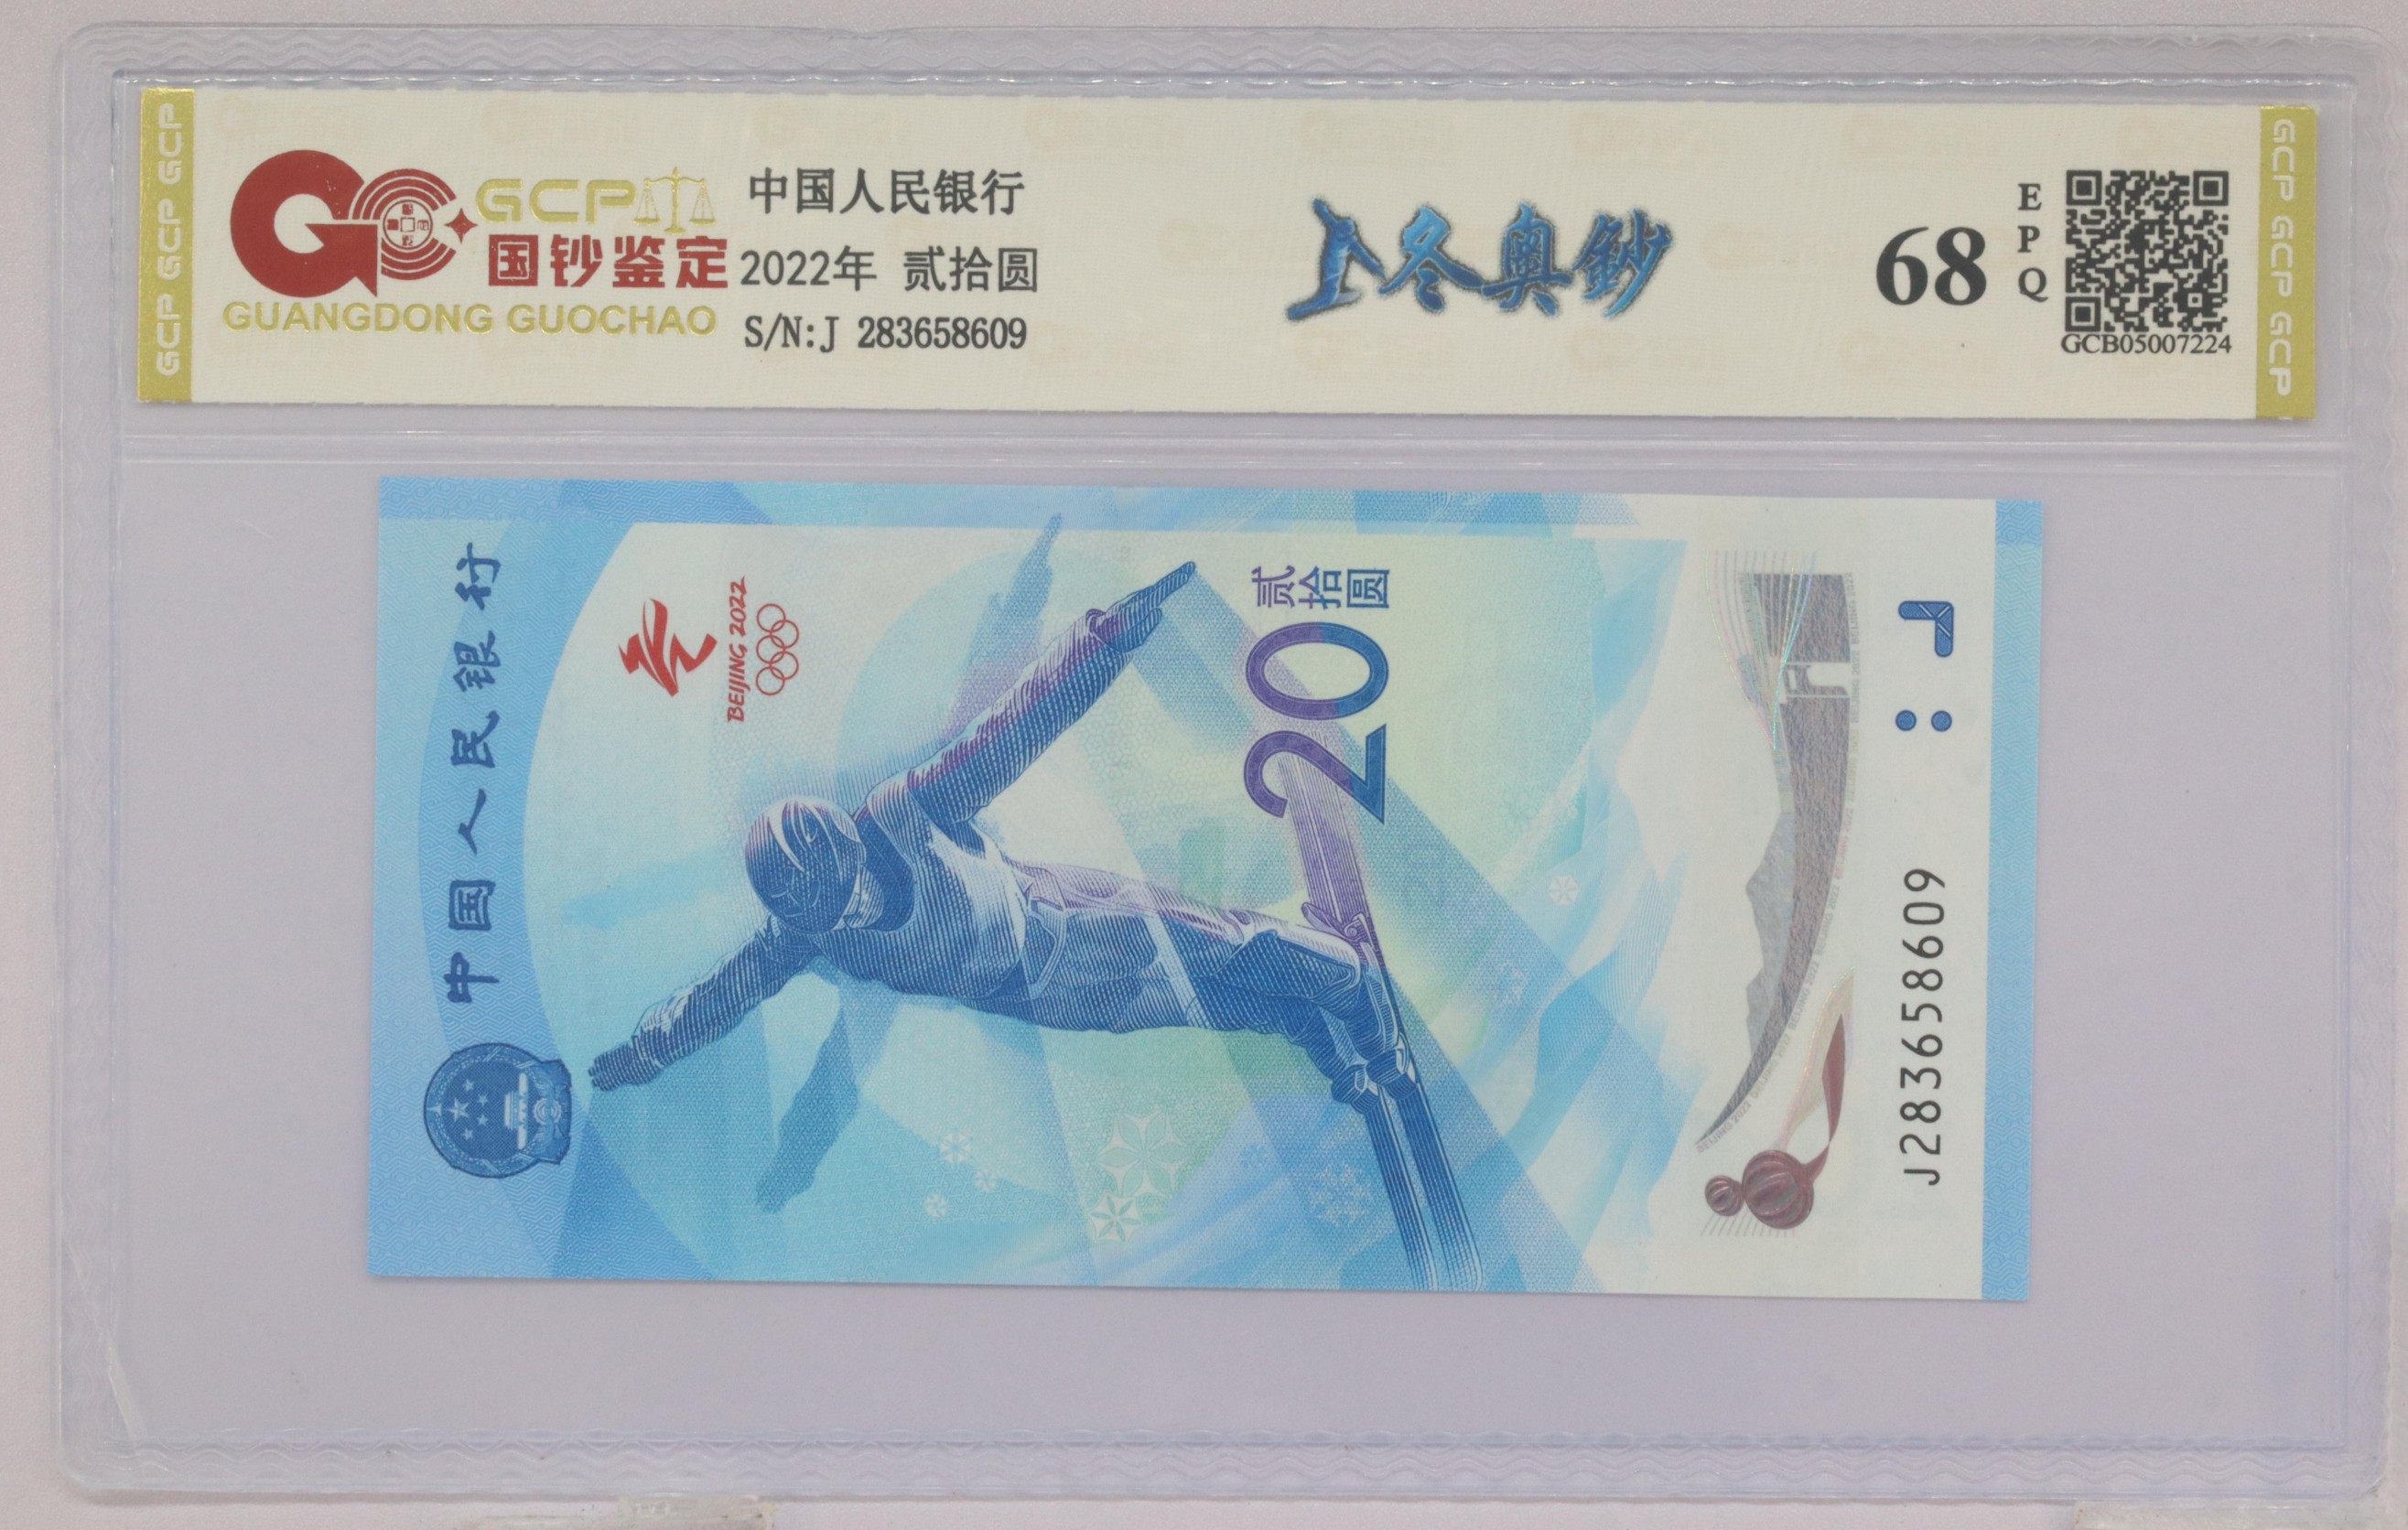 GCP GCP GCP
GCP
国钞鉴定
GUANGDONG GUOCHAO
中国人民银行
2022年 贰拾圆
S/N:J 283658609
冬奥鈔
68
EPQ
GCB05007224
GCP GCP GCP
中国人民银行
BEIJING 2022
贰拾圆
20
J283658609